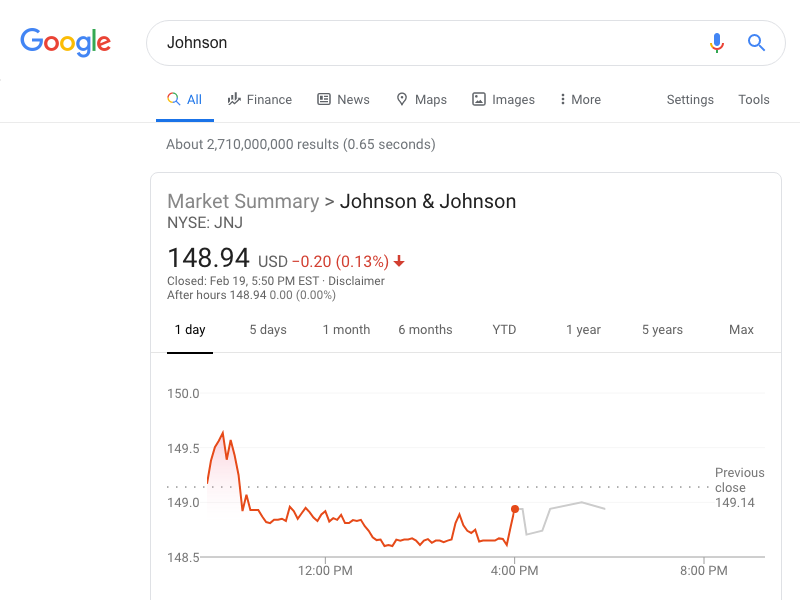 Google
Johnson
All Finance News Maps Images More Settings Tools
About 2,710,000,000 results (0.65 seconds)
Market Summary > Johnson & Johnson
NYSE: JNJ
148.94 USD −0.20 (0.13%)
Closed: Feb 19, 5:50 PM EST · Disclaimer
After hours 148.94 0.00 (0.00%)
1 day 5 days 1 month 6 months YTD 1 year 5 years Max
150.0
149.5
Previous
close
149.14
149.0
148.5
12:00 PM 4:00 PM 8:00 PM